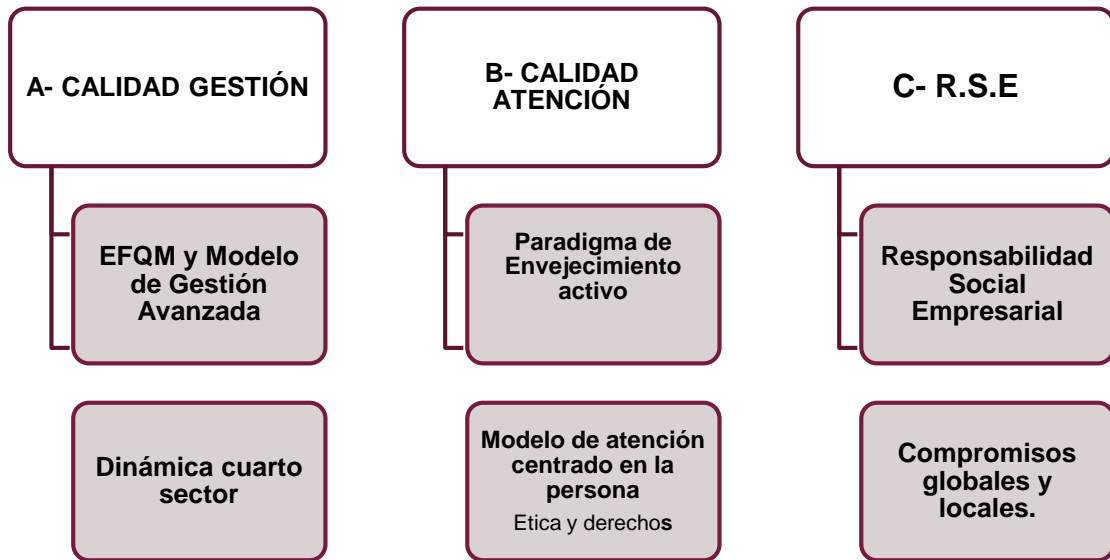 A- CALIDAD GESTIÓN
EFQM y Modelo
de Gestión
Avanzada
Dinámica cuarto
sector
B- CALIDAD
ATENCIÓN
Paradigma de
Envejecimiento
activo
Modelo de atención
centrado en la
persona
Etica y derechos
C- R.S.E
Responsabilidad
Social
Empresarial
Compromisos
globales y
locales.